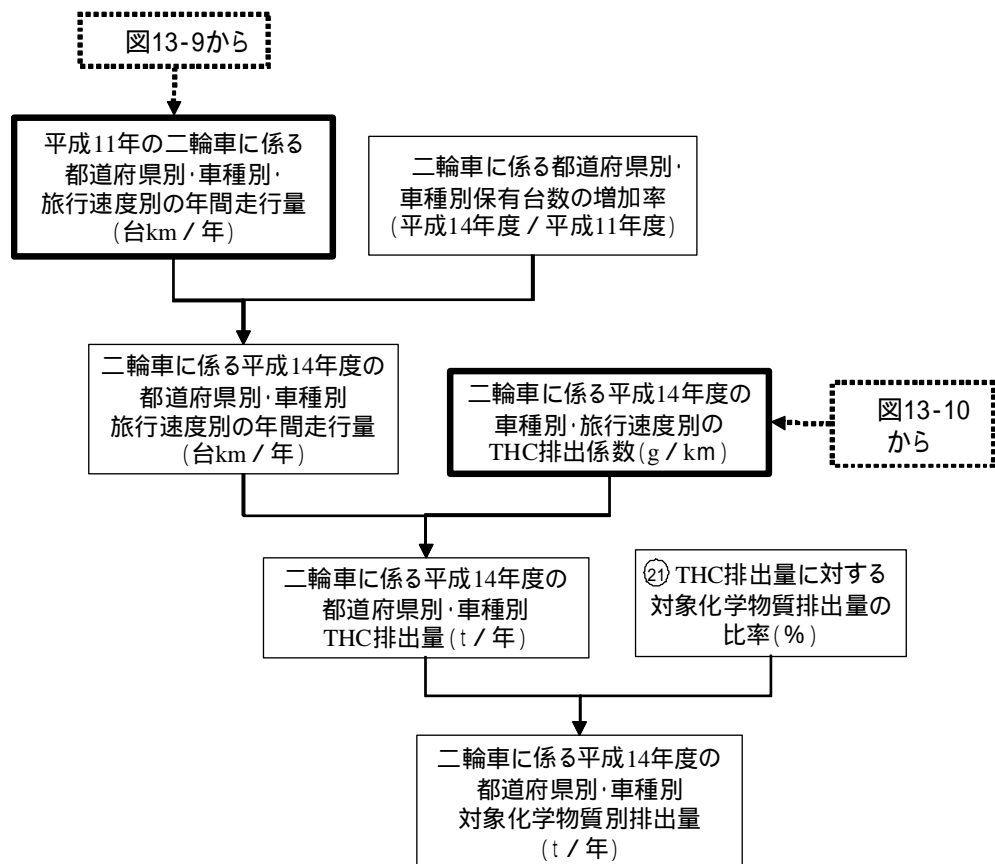 図13-9から
平成11年の二輪車に係る
都道府県別･車種別･
旅行速度別の年間走行量
(台km/年)
二輪車に係る都道府県別･
車種別保有台数の増加率
(平成14年度/平成11年度)
二輪車に係る平成14年度の
都道府県別･車種別
旅行速度別の年間走行量
(台km/年)
二輪車に係る平成14年度の
車種別･旅行速度別の
THC排出係数(g/km)
図13-10
から
二輪車に係る平成14年度の
都道府県別･車種別
THC排出量(t/年)
㉑ THC排出量に対する
対象化学物質排出量の
比率(%)
二輪車に係る平成14年度の
都道府県別･車種別
対象化学物質別排出量
(t/年)